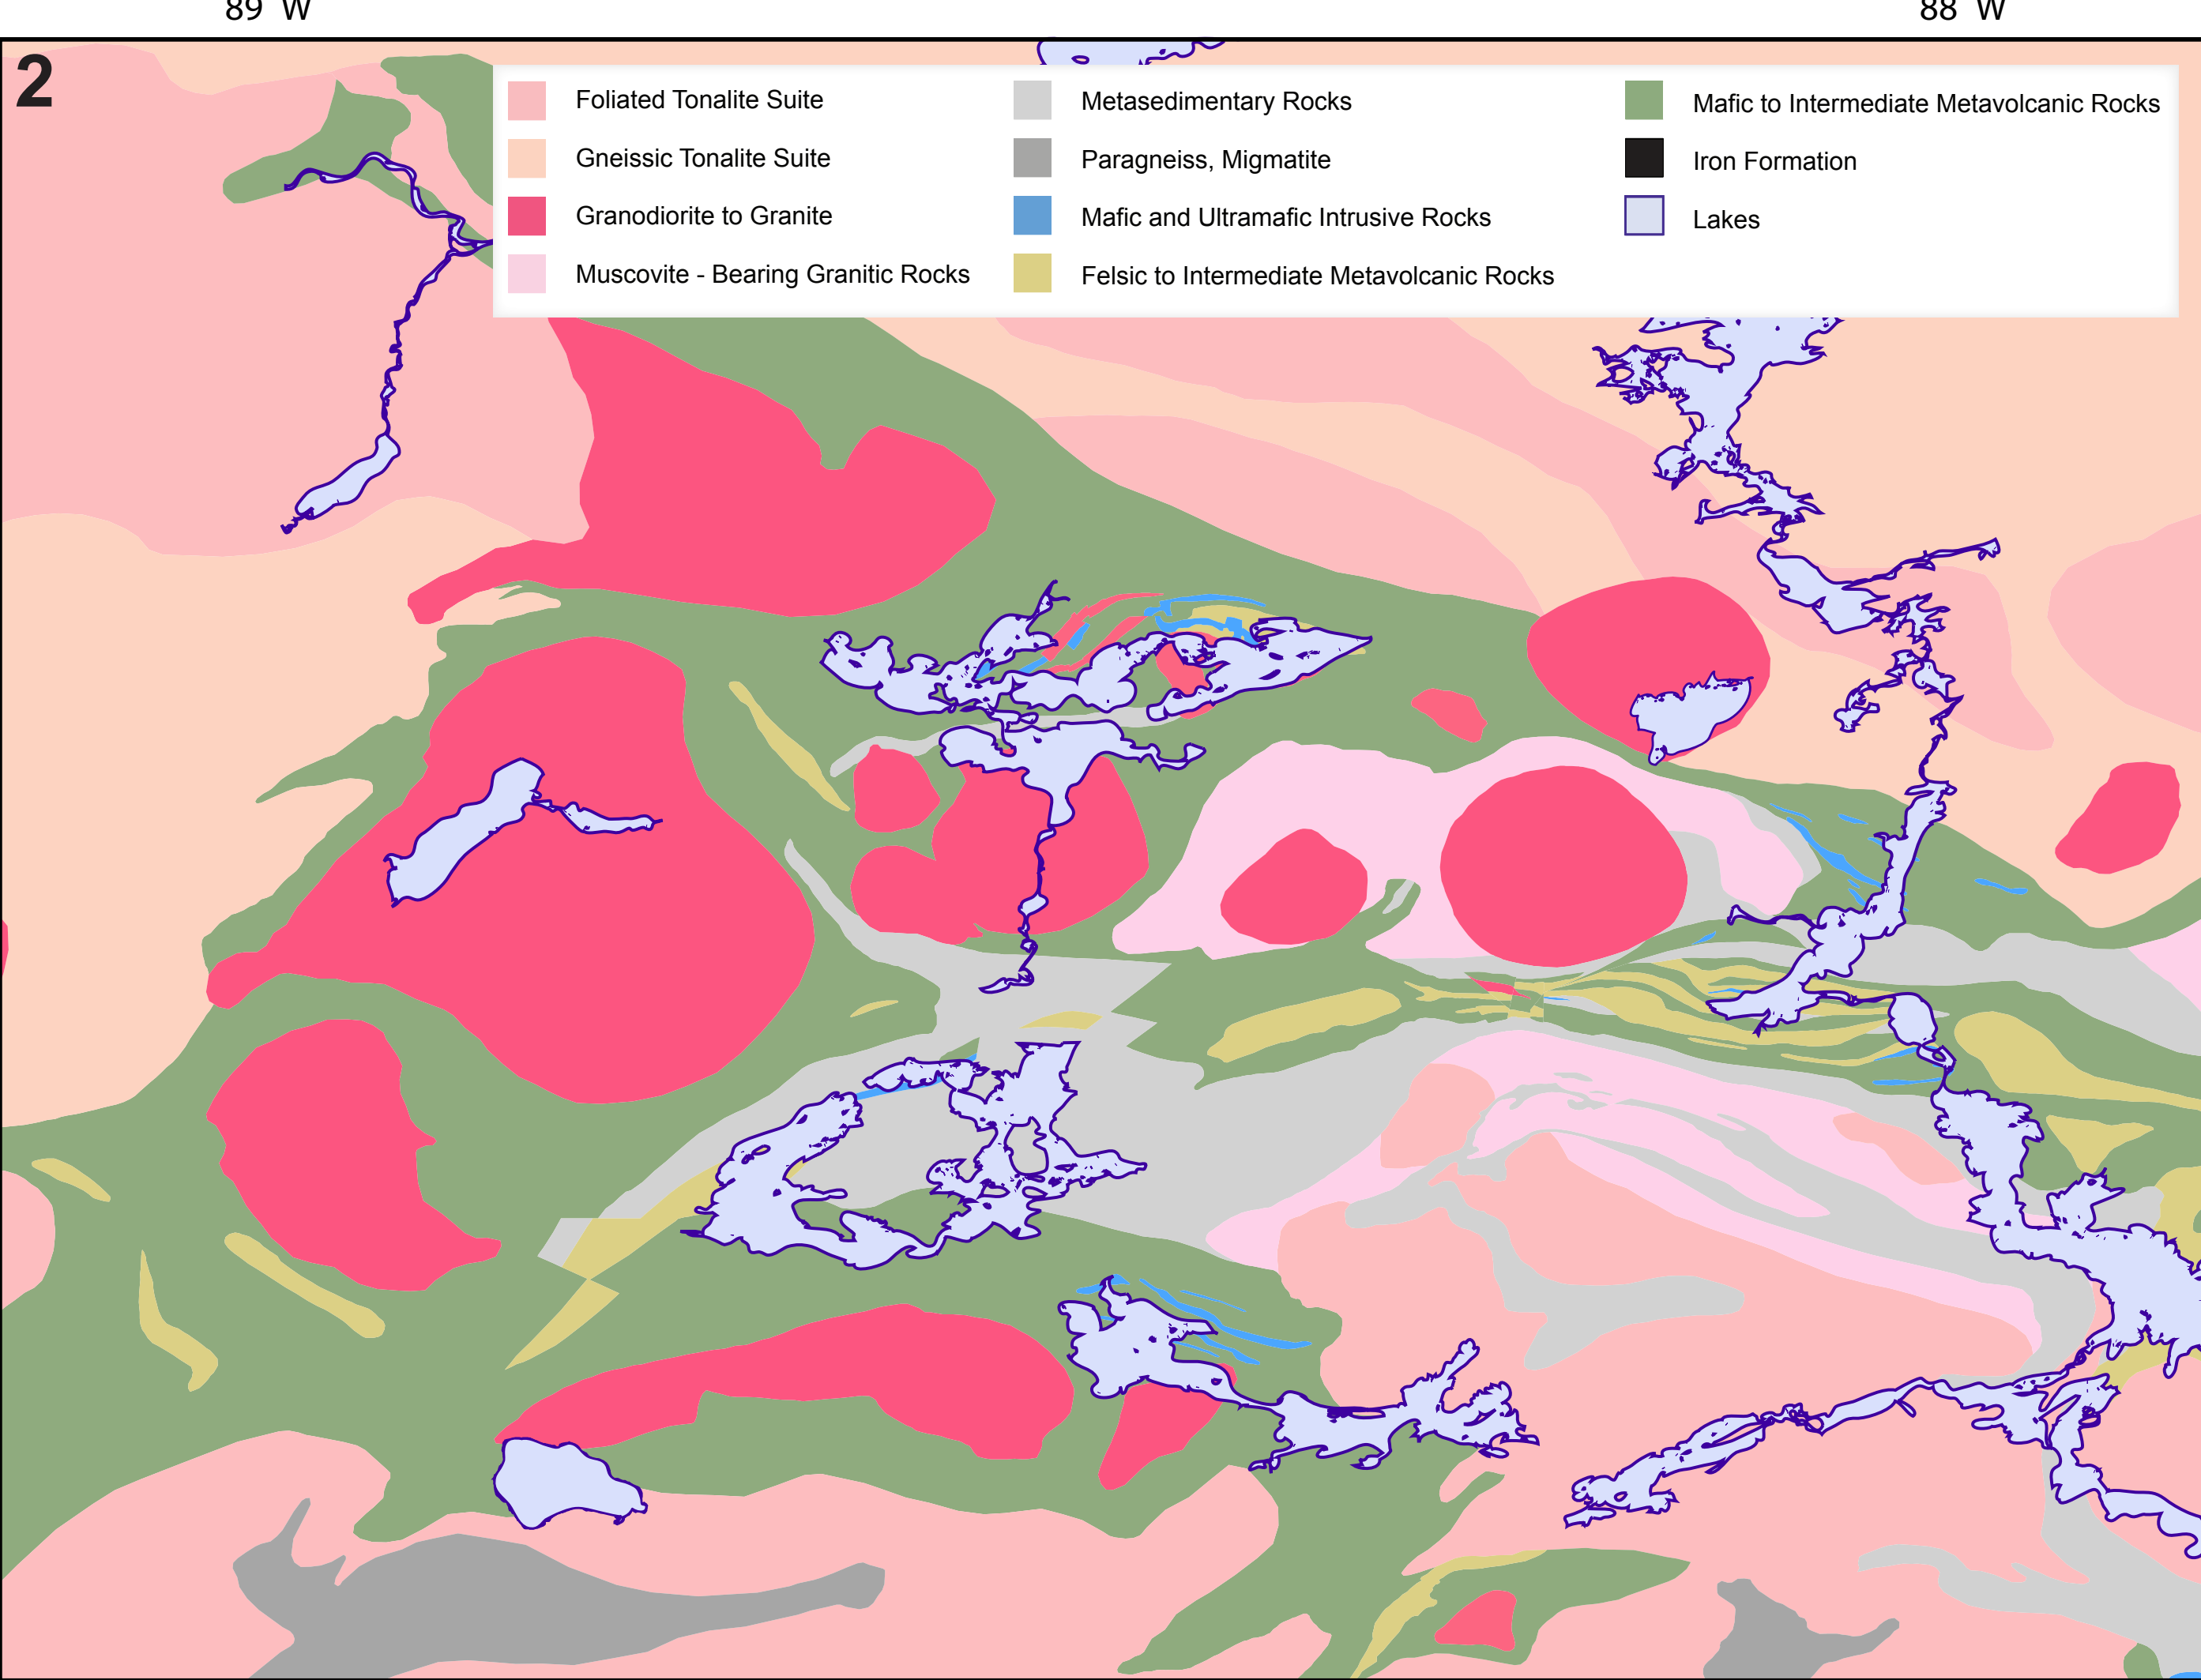 89 W
88 W
2
Foliated Tonalite Suite
Gneissic Tonalite Suite
Granodiorite to Granite
Muscovite - Bearing Granitic Rocks
Metasedimentary Rocks
Paragneiss, Migmatite
Mafic and Ultramafic Intrusive Rocks
Felsic to Intermediate Metavolcanic Rocks
Mafic to Intermediate Metavolcanic Rocks
Iron Formation
Lakes